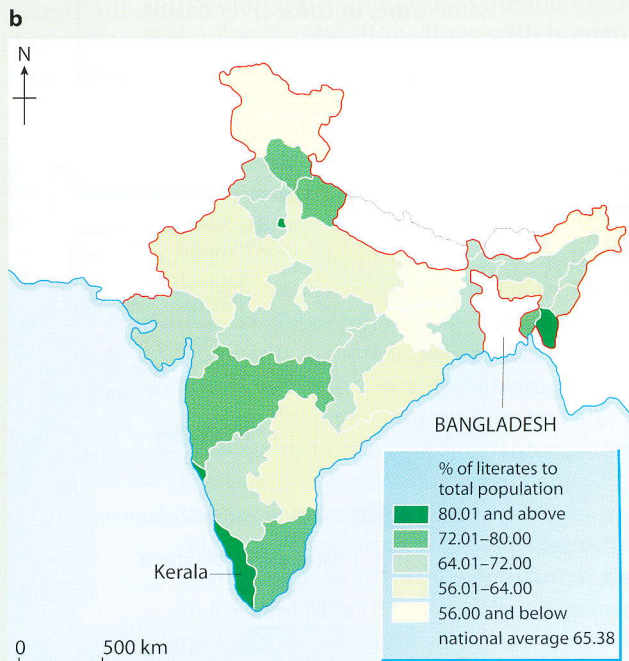 b
N
BANGLADESH
Kerala
% of literates to
total population
80.01 and above
72.01–80.00
64.01–72.00
56.01–64.00
56.00 and below
national average 65.38
0 500 km